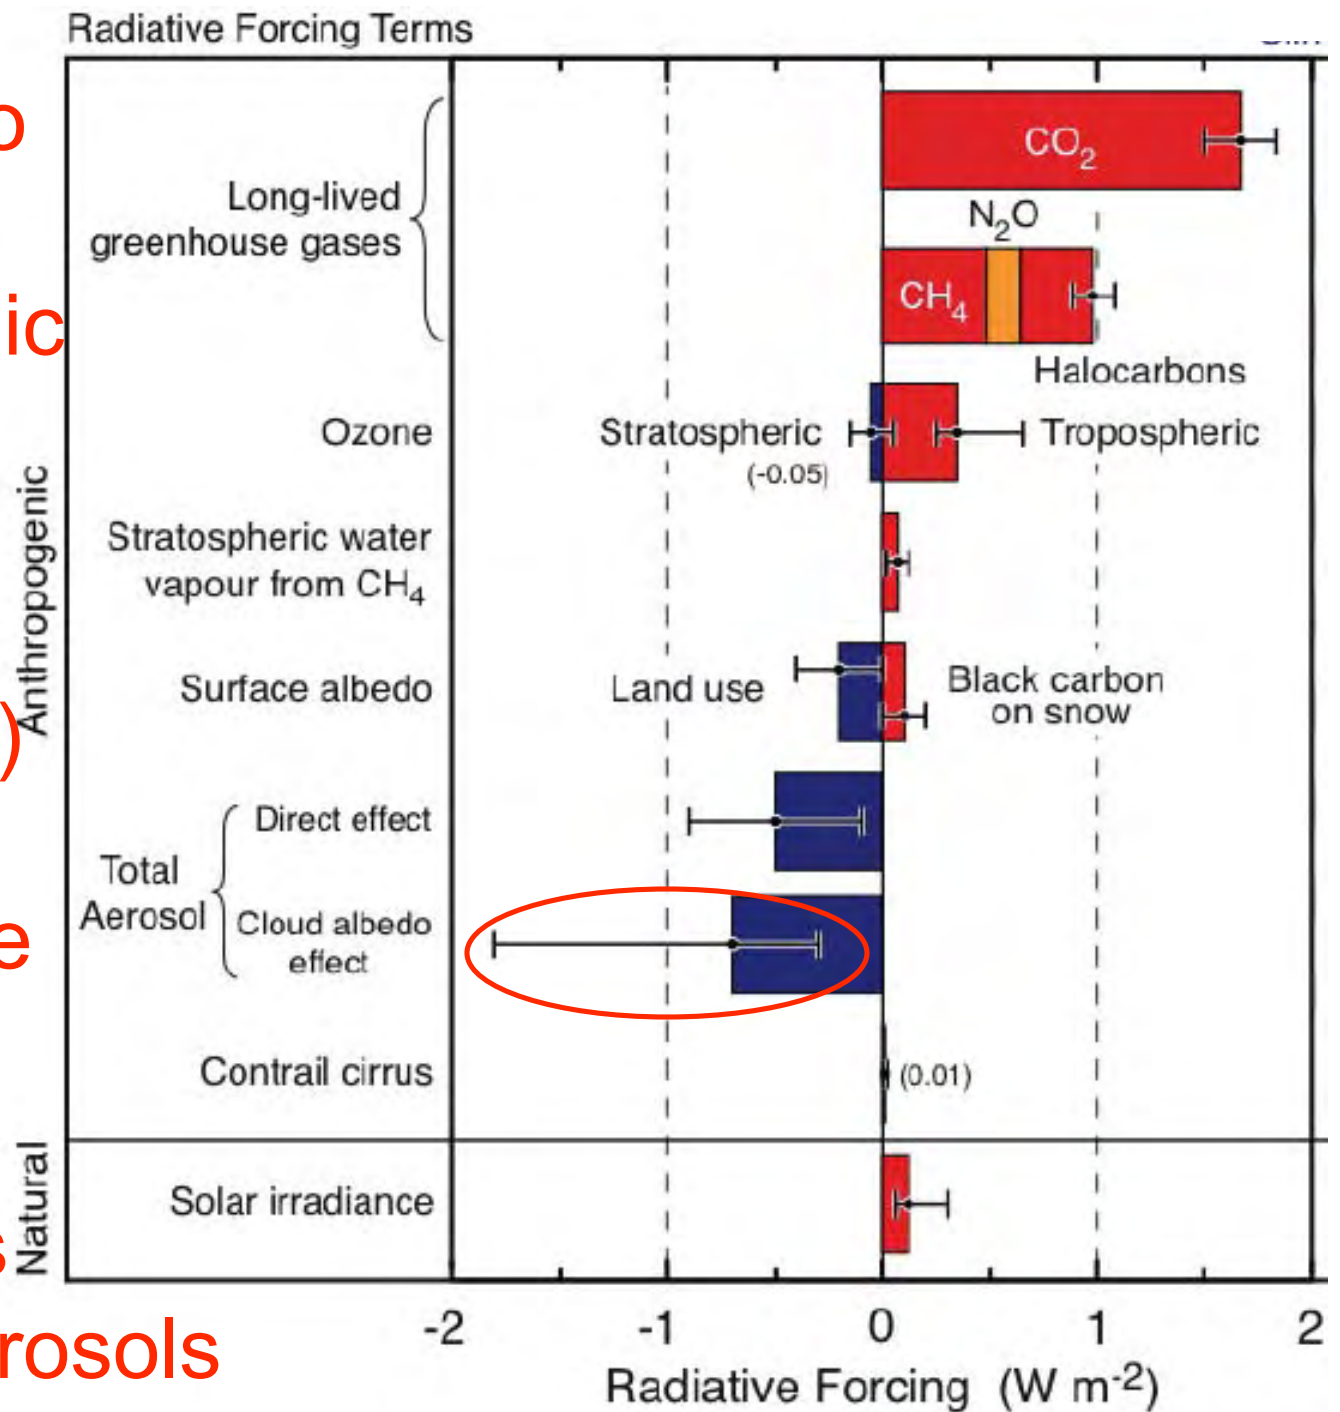 Radiative Forcing Terms
Long-lived
greenhouse gases
CO2
N2O
CH4
Halocarbons
Anthropogenic
Ozone
Stratospheric
(-0.05)
Tropospheric
Stratospheric water
vapour from CH4
Surface albedo
Land use
Black carbon
on snow
Total
Aerosol
Direct effect
Cloud albedo
effect
Contrail cirrus
(0.01)
Natural
Solar irradiance
-2 -1 0 1 2
Radiative Forcing (W m-2)
o
ic
)
e
s
rosols